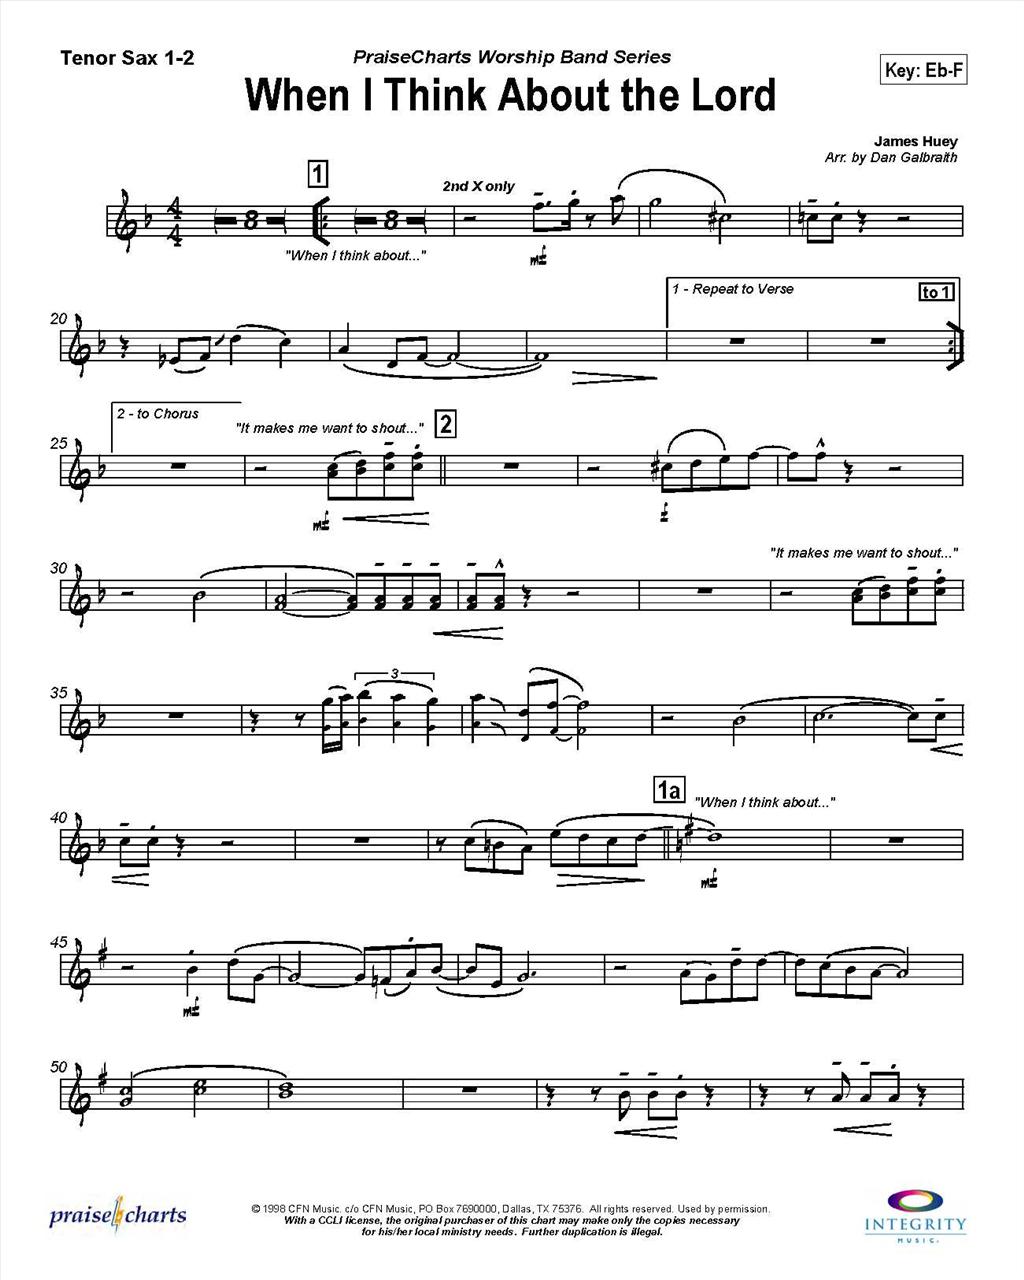 Tenor Sax 1-2
PraiseCharts Worship Band Series
Key: Eb-F
When I Think About the Lord
James Huey
Arr. by Dan Galbraith
1
2nd X only
4
4
8
8
"When I think about..."
mf
1 - Repeat to Verse
to 1
20
2 - to Chorus
"It makes me want to shout..."
2
25
mf
f
"It makes me want to shout..."
30
35
3
1a
"When I think about..."
40
mf
45
mf
50
praisecharts
© 1998 CFN Music. c/o CFN Music, PO Box 7690000, Dallas, TX 75376. All rights reserved. Used by permission.
With a CCLI license, the original purchaser of this chart may make only the copies necessary
for his/her local ministry needs. Further duplication is illegal.
INTEGRITY
MUSIC.